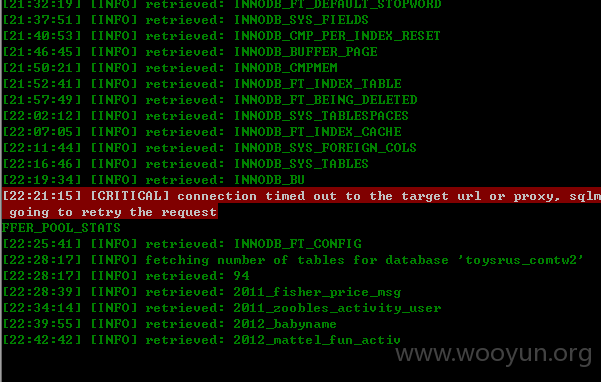 [21:32:19] [INFO] retrieved: INNODB_FT_DEFAULT_STOPWORD
[21:37:51] [INFO] retrieved: INNODB_SYS_FIELDS
[21:40:53] [INFO] retrieved: INNODB_CMP_PER_INDEX_RESET
[21:46:45] [INFO] retrieved: INNODB_BUFFER_PAGE
[21:50:21] [INFO] retrieved: INNODB_CMPMEM
[21:52:41] [INFO] retrieved: INNODB_FT_INDEX_TABLE
[21:57:49] [INFO] retrieved: INNODB_FT_BEING_DELETED
[22:02:12] [INFO] retrieved: INNODB_SYS_TABLESPACES
[22:07:05] [INFO] retrieved: INNODB_FT_INDEX_CACHE
[22:11:44] [INFO] retrieved: INNODB_SYS_FOREIGN_COLS
[22:16:46] [INFO] retrieved: INNODB_SYS_TABLES
[22:19:34] [INFO] retrieved: INNODB_BU
[22:21:15] [CRITICAL] connection timed out to the target url or proxy, sqlm
going to retry the request
FFER_POOL_STATS
[22:25:41] [INFO] retrieved: INNODB_FT_CONFIG
[22:28:17] [INFO] fetching number of tables for database 'toysrus_comtw2'
[22:28:17] [INFO] retrieved: 94
[22:28:39] [INFO] retrieved: 2011_fisher_price_msg
[22:34:14] [INFO] retrieved: 2011_zoobles_activity_user
[22:39:55] [INFO] retrieved: 2012_babyname
[22:42:42] [INFO] retrieved: 2012_mattel_fun_activ
www.wooyun.org